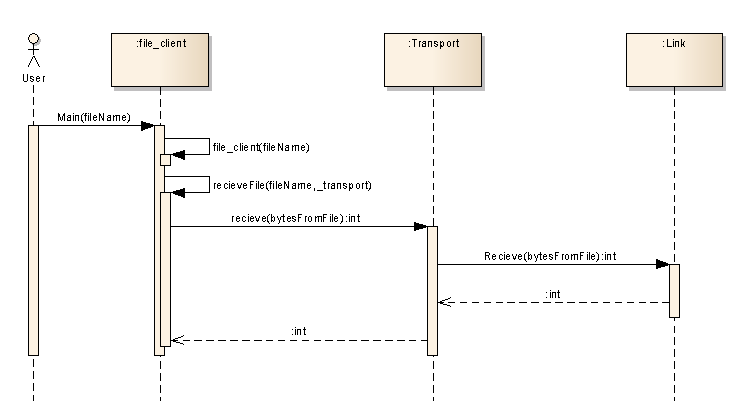 :file_client
:Transport
:Link
User
Main(fileName)
file_client(fileName)
recieveFile(fileName,_transport)
recieve(bytesFromFile):int
Recieve(bytesFromFile):int
:int
:int